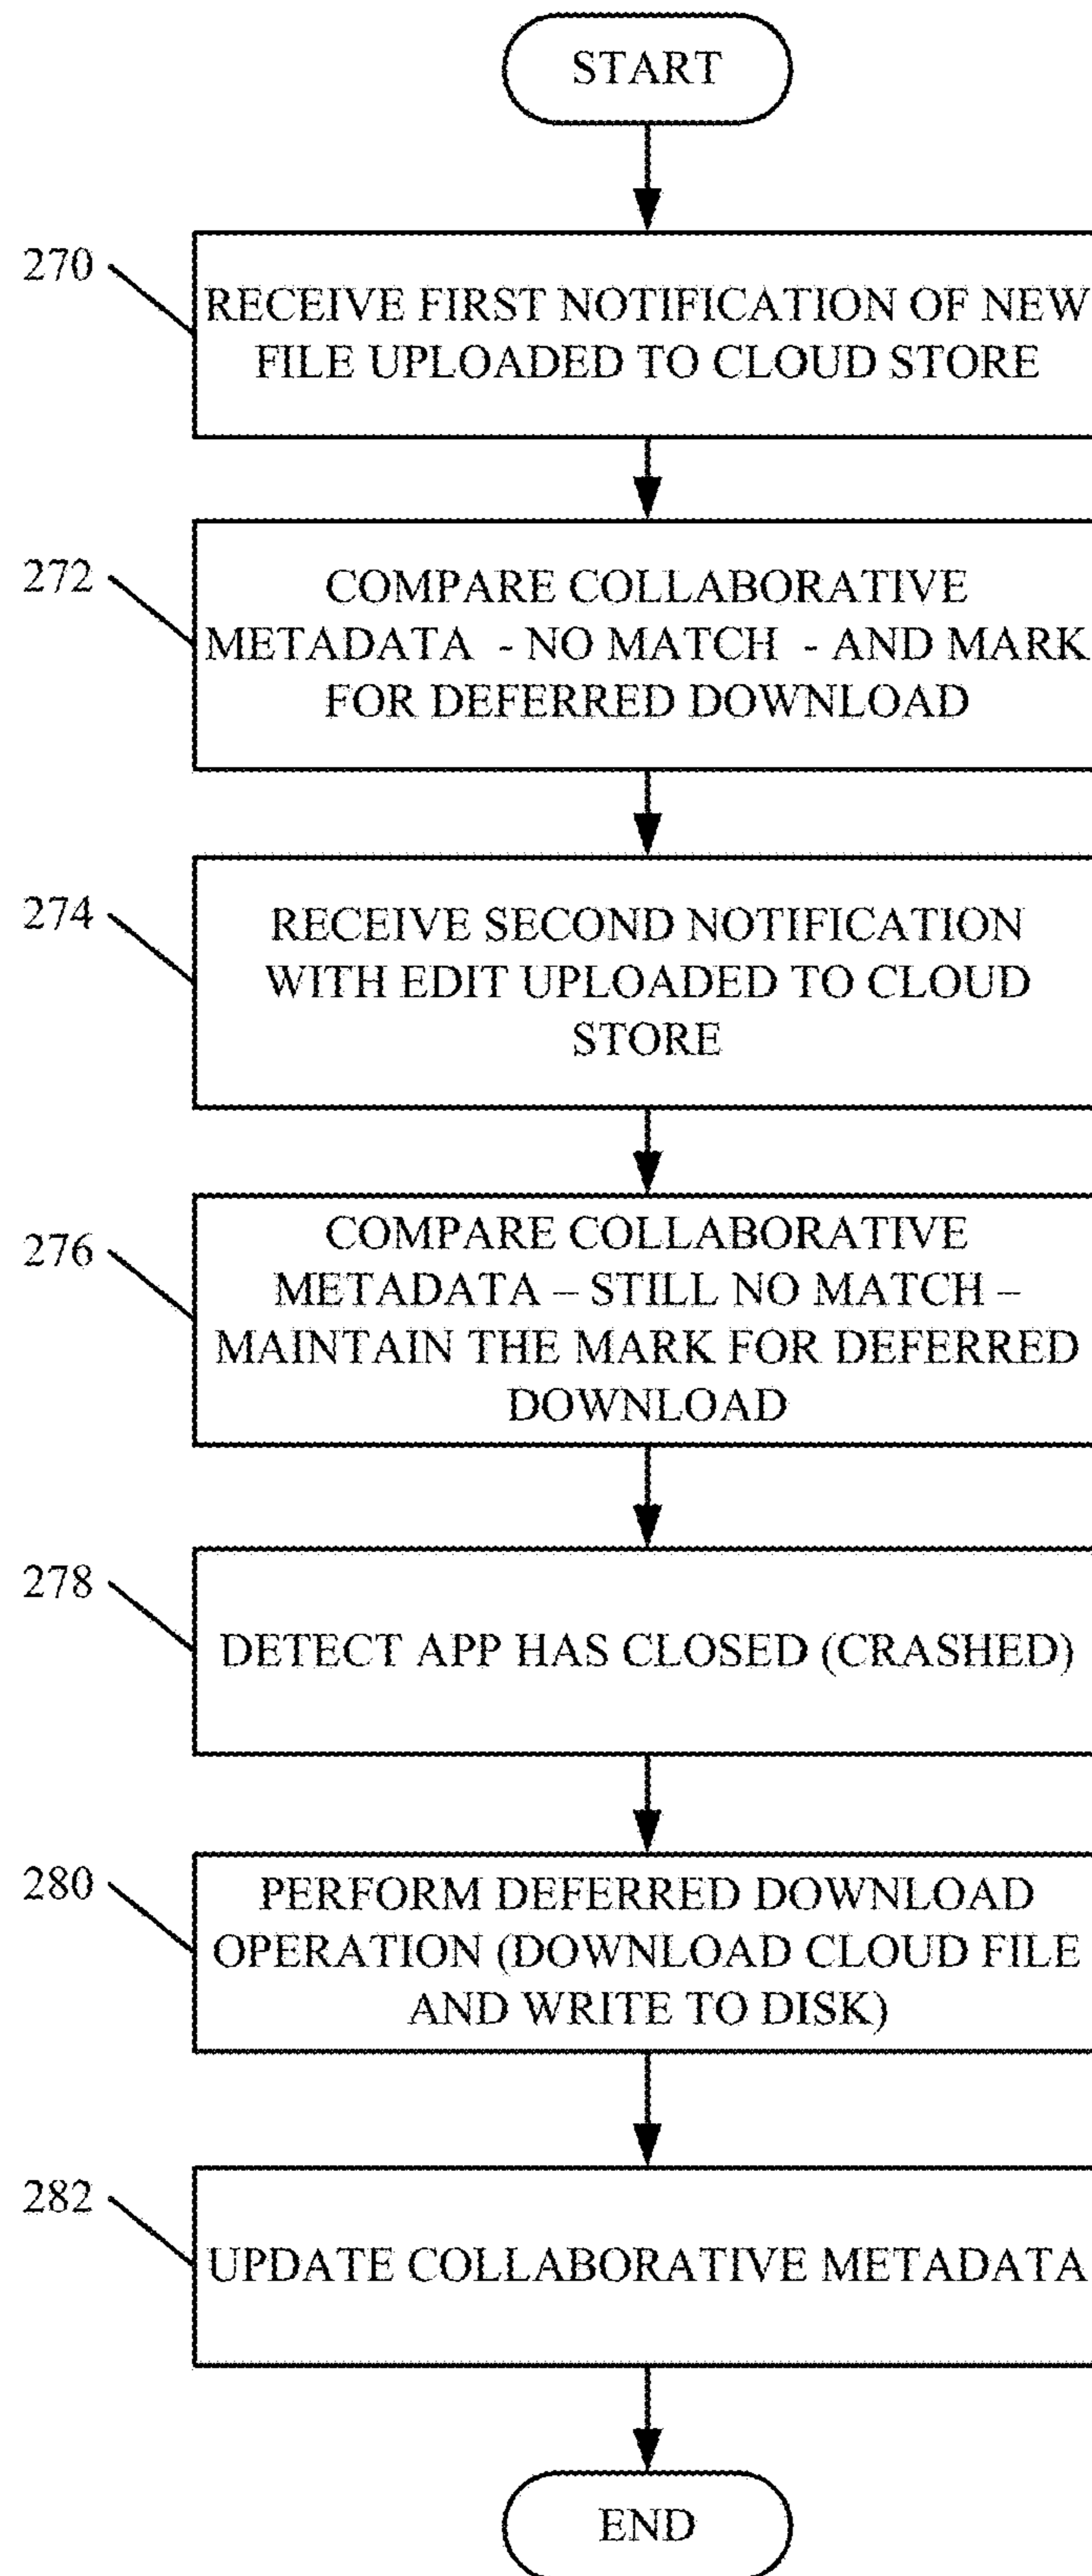 START
270
RECEIVE FIRST NOTIFICATION OF NEW
FILE UPLOADED TO CLOUD STORE
272
COMPARE COLLABORATIVE
METADATA - NO MATCH - AND MARK
FOR DEFERRED DOWNLOAD
274
RECEIVE SECOND NOTIFICATION
WITH EDIT UPLOADED TO CLOUD
STORE
276
COMPARE COLLABORATIVE
METADATA – STILL NO MATCH –
MAINTAIN THE MARK FOR DEFERRED
DOWNLOAD
278
DETECT APP HAS CLOSED (CRASHED)
280
PERFORM DEFERRED DOWNLOAD
OPERATION (DOWNLOAD CLOUD FILE
AND WRITE TO DISK)
282
UPDATE COLLABORATIVE METADATA
END